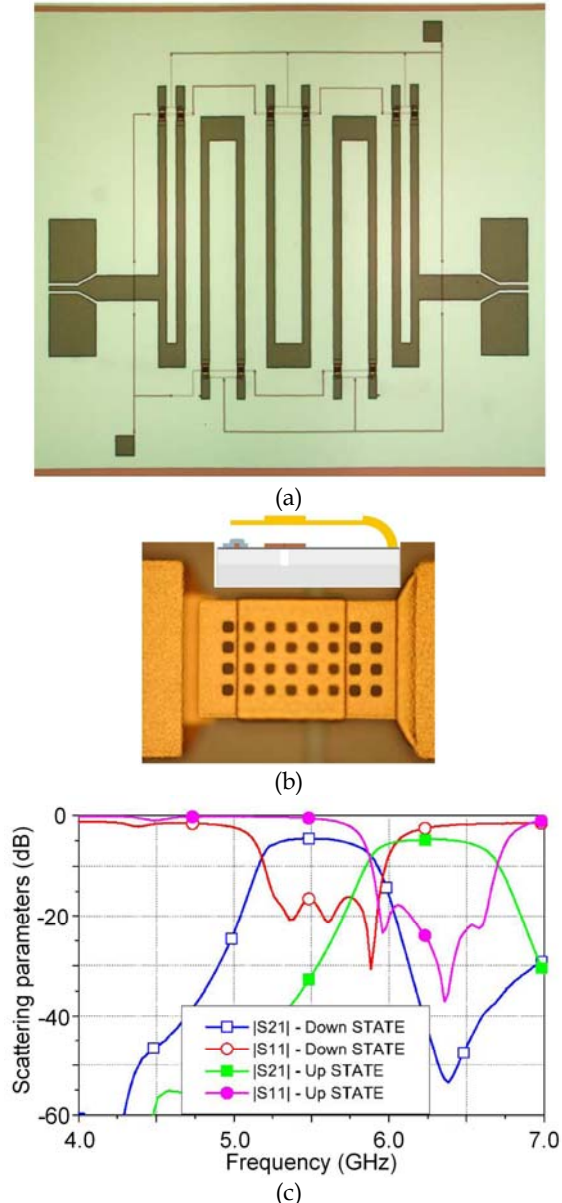 (a)
(b)
Scattering parameters (dB)
0
-20
-40
-60
|S21| - Down STATE
|S11| - Down STATE
|S21| - Up STATE
|S11| - Up STATE
4.0 5.0 6.0 7.0
Frequency (GHz)
(c)